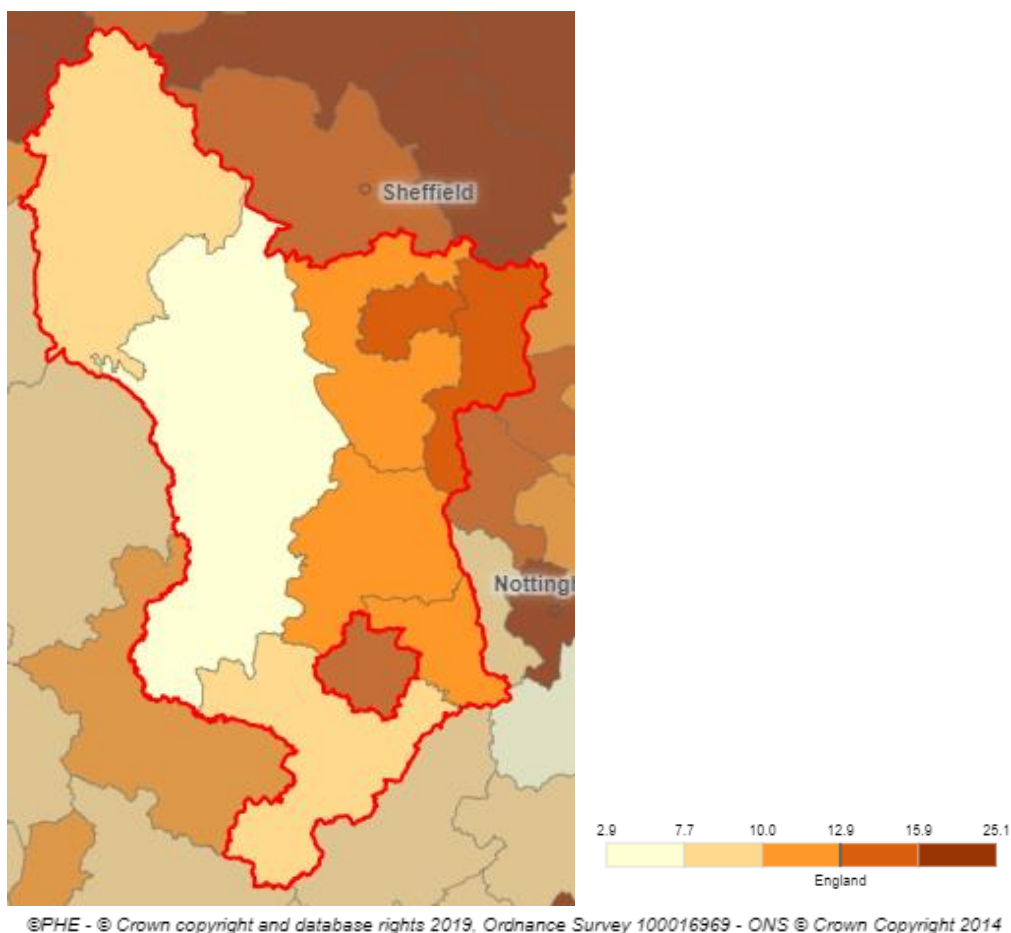 Sheffield
Nottingh
2.9 7.7 10.0 12.9 15.9 25.1
England
©PHE - © Crown copyright and database rights 2019, Ordnance Survey 100016969 - ONS © Crown Copyright 2014